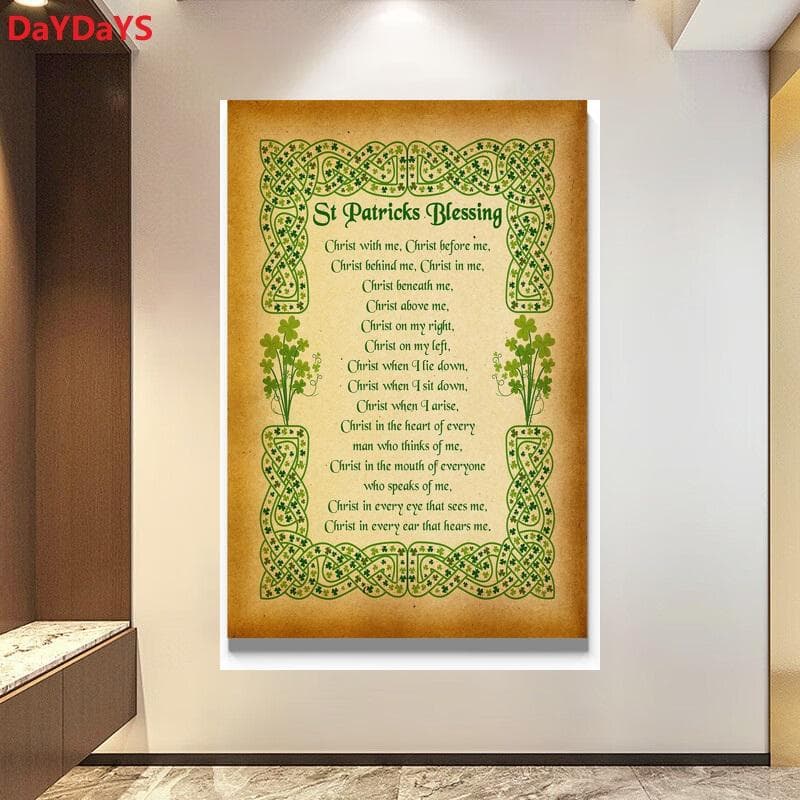 DaYDaYS
St Patricks Blessing
Christ with me, Christ before me,
Christ behind me, Christ in me,
Christ beneath me,
Christ above me,
Christ on my right,
Christ on my left,
Christ when I lie down,
Christ when I sit down,
Christ when I arise,
Christ in the heart of every
man who thinks of me,
Christ in the mouth of everyone
who speaks of me,
Christ in every eye that sees me,
Christ in every ear that hears me.